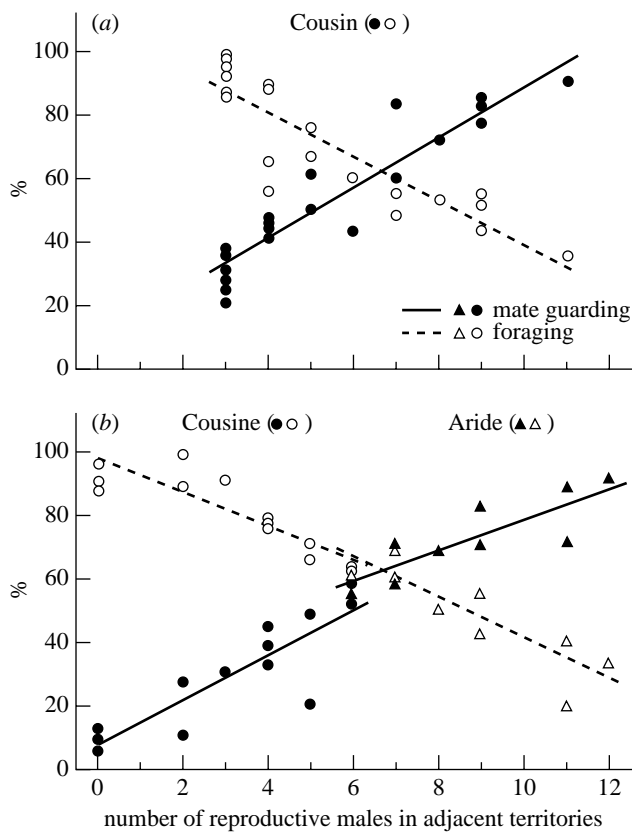 (a) Cousin (●○)
100
80
60
%
40
▲● mate guarding
△○ foraging
20
0
(b) Cousine (●○) Aride (▲△)
100
80
60
%
40
20
0
0 2 4 6 8 10 12
number of reproductive males in adjacent territories